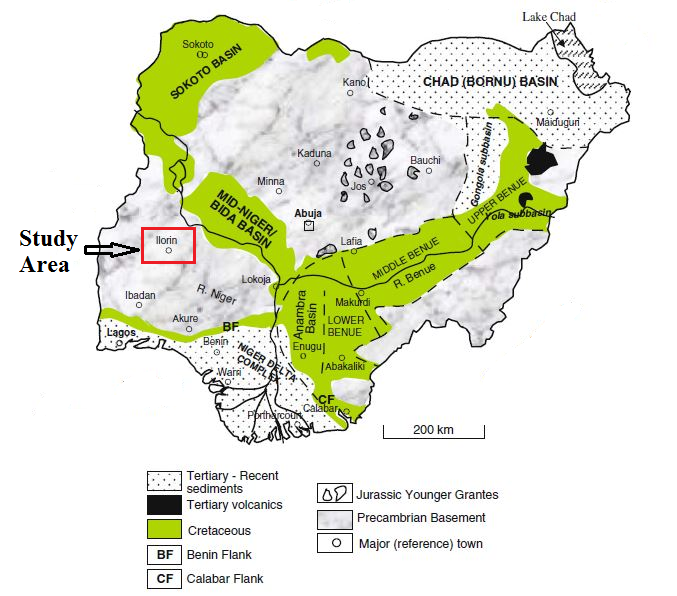 Lake Chad
Sokoto
SOKOTO BASIN
Kano
CHAD (BORNU) BASIN
Maiduguri
Gongola subbasin
Kaduna
Bauchi
Minna
Jos
MID-NIGER/
BIDA BASIN
Abuja
UPPER BENUE
Yola subbasin
Study
Area
Ilorin
Lafia
MIDDLE BENUE
R. Benue
Lokoja
R. Niger
Ibadan
Makurdi
Anambra
Basin
LOWER
BENUE
Akure
BF
Lagos
Benin
Enugu
Abakaliki
NIGER DELTA
COMPLEX
Warri
CF
Calabar
Portharcourt
200 km
Tertiary - Recent
sediments
Tertiary volcanics
Cretaceous
BF Benin Flank
CF Calabar Flank
Jurassic Younger Grantes
Precambrian Basement
Major (reference) town